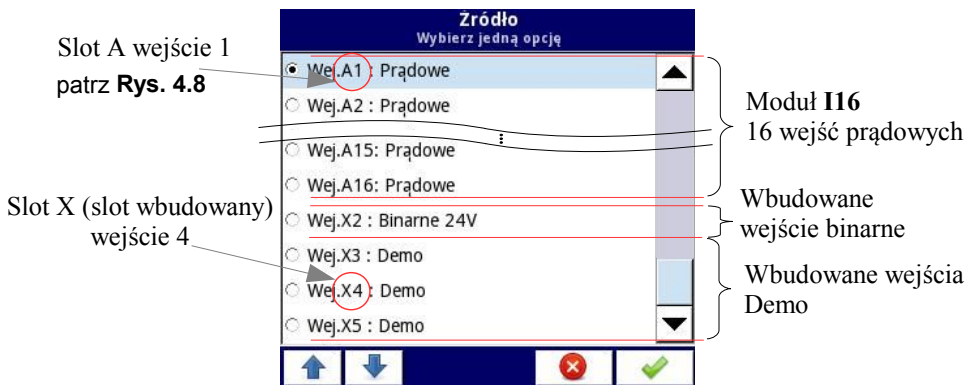 Źródło
Wybierz jedną opcję
Slot A wejście 1
patrz Rys. 4.8
Wej.A1 : Prądowe
Wej.A2 : Prądowe
Wej.A15: Prądowe
Wej.A16: Prądowe
Wej.X2 : Binarne 24V
Wej.X3 : Demo
Wej.X4 : Demo
Wej.X5 : Demo
Slot X (slot wbudowany)
wejście 4
Moduł I16
16 wejść prądowych
Wbudowane
wejście binarne
Wbudowane wejścia
Demo